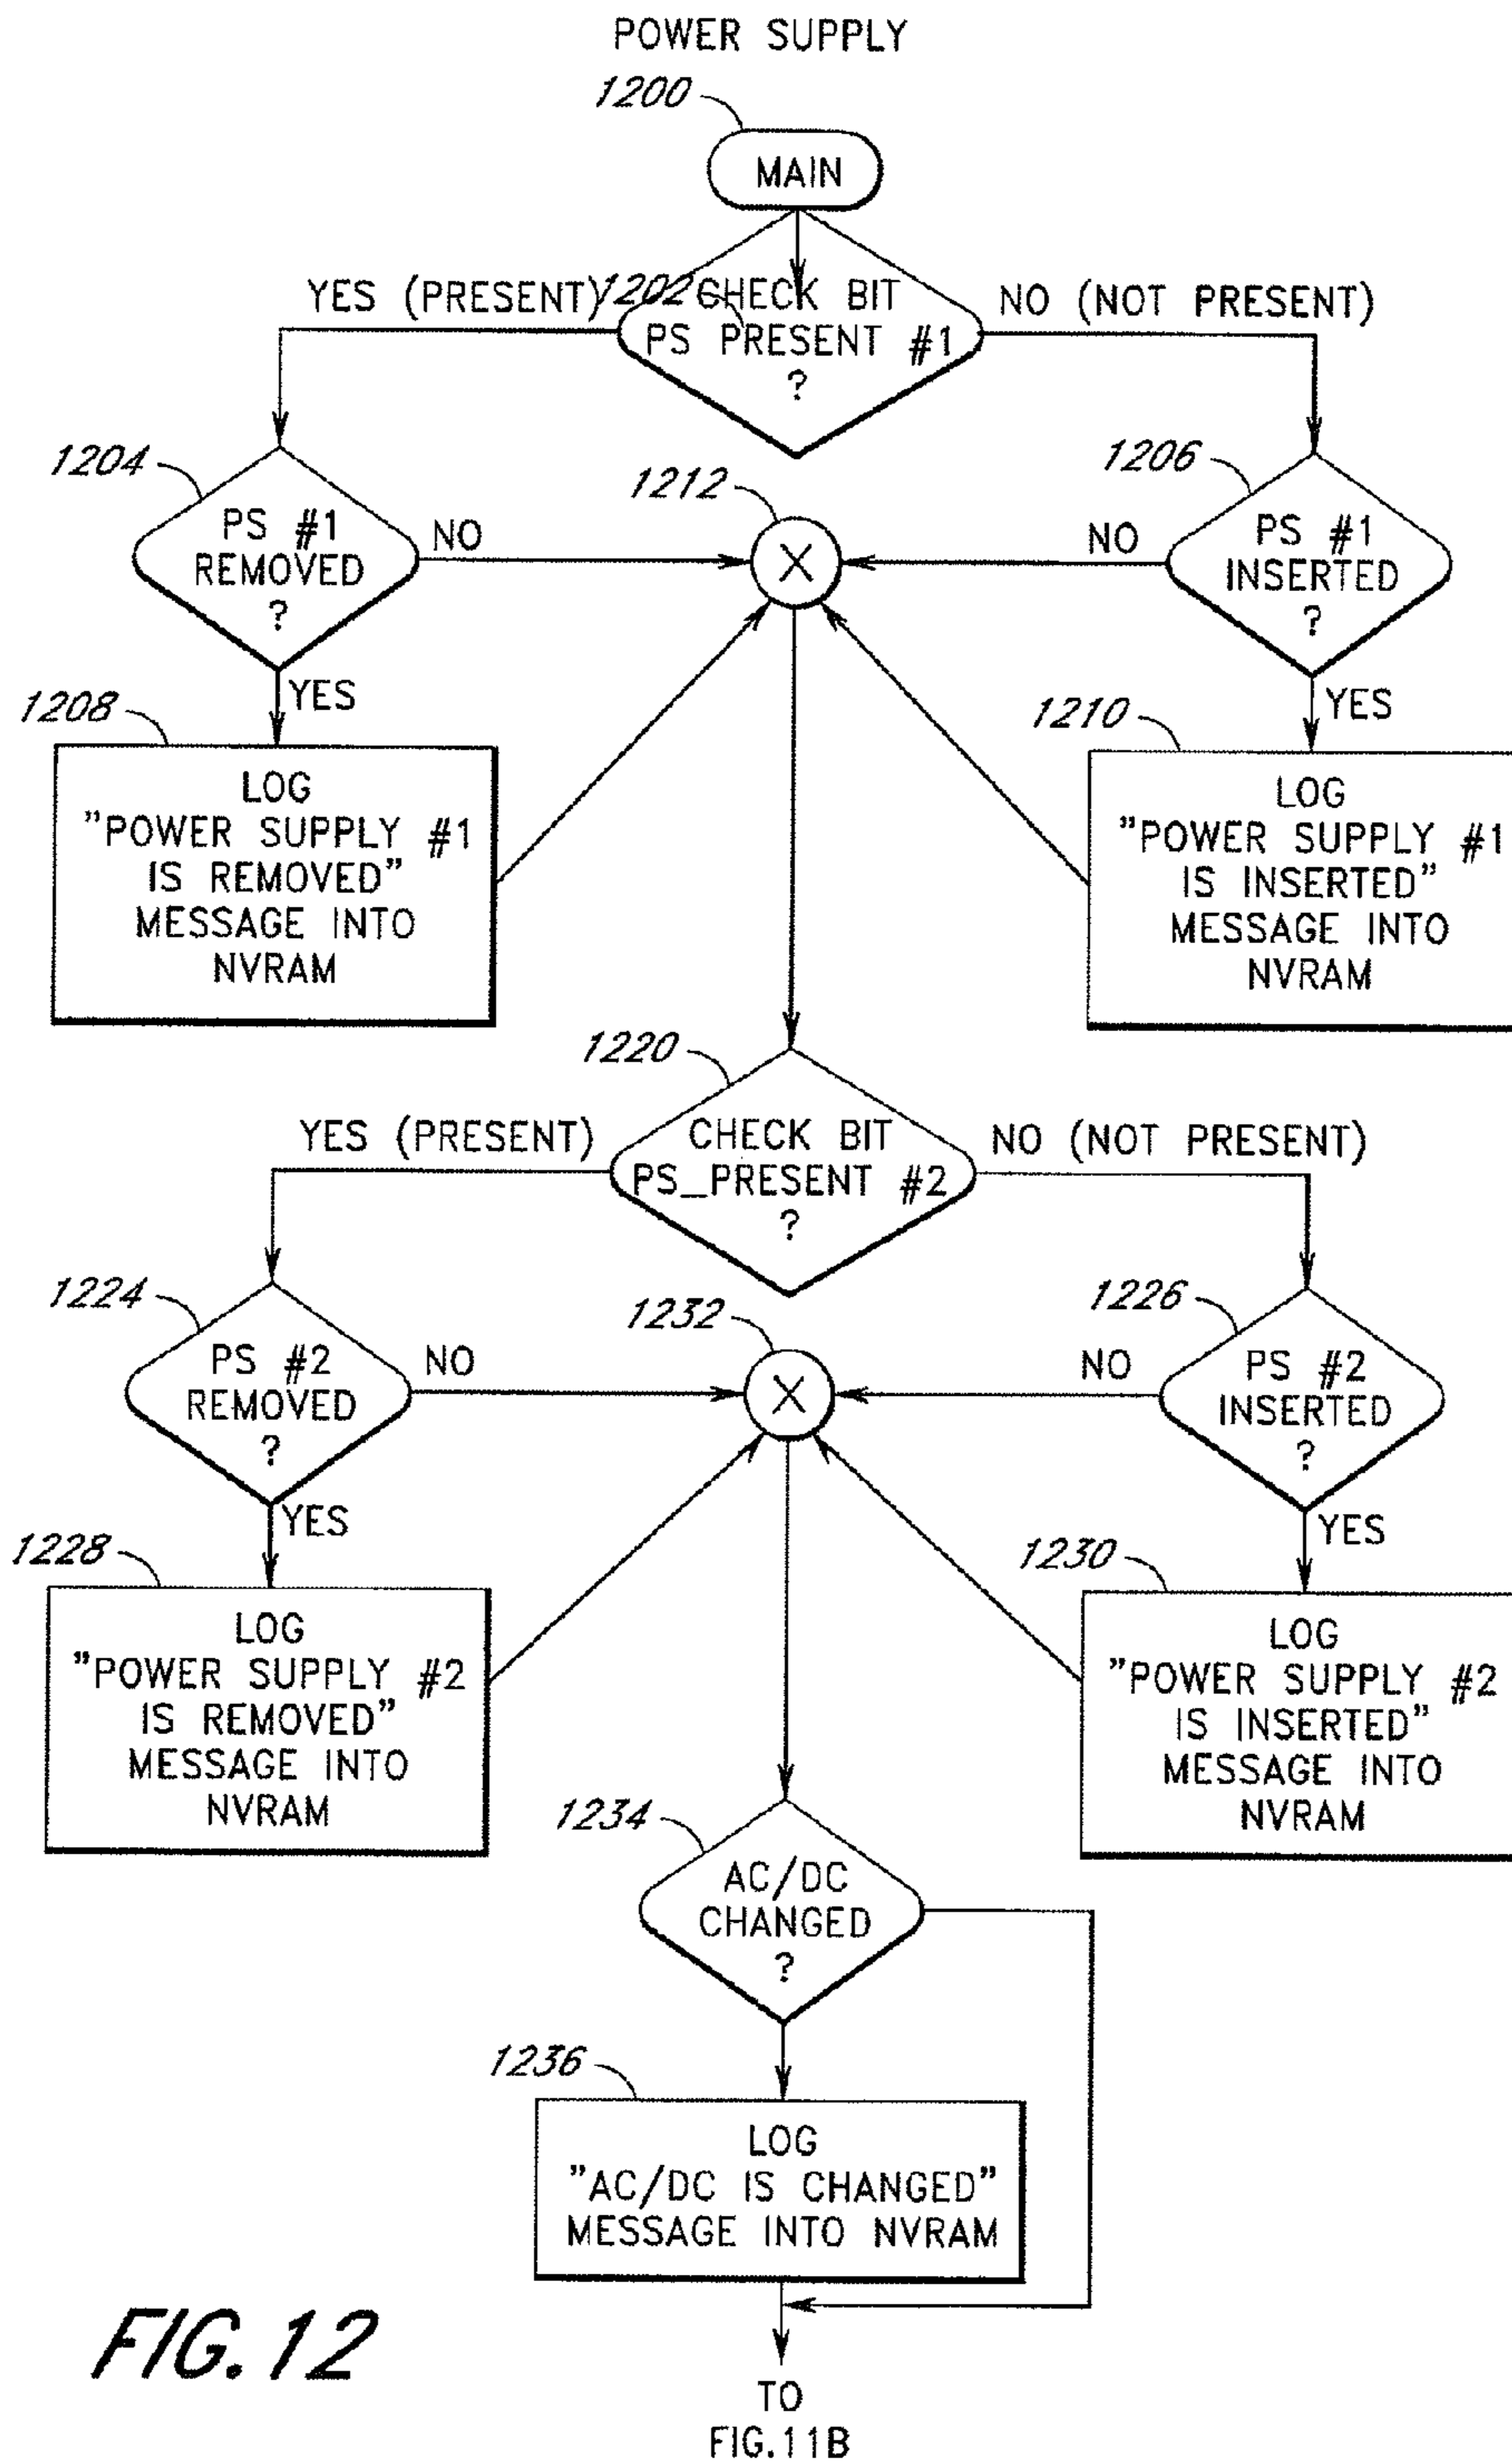 POWER SUPPLY
1200
MAIN
YES (PRESENT)
1202
CHECK BIT
PS PRESENT #1
?
NO (NOT PRESENT)
1204
PS #1
REMOVED
?
NO
1212
X
NO
1206
PS #1
INSERTED
?
YES
YES
1208
LOG
"POWER SUPPLY #1
IS REMOVED"
MESSAGE INTO
NVRAM
1210
LOG
"POWER SUPPLY #1
IS INSERTED"
MESSAGE INTO
NVRAM
1220
YES (PRESENT)
CHECK BIT
PS_PRESENT #2
?
NO (NOT PRESENT)
1224
PS #2
REMOVED
?
NO
1232
X
NO
1226
PS #2
INSERTED
?
YES
YES
1228
LOG
"POWER SUPPLY #2
IS REMOVED"
MESSAGE INTO
NVRAM
1230
LOG
"POWER SUPPLY #2
IS INSERTED"
MESSAGE INTO
NVRAM
1234
AC/DC
CHANGED
?
1236
LOG
"AC/DC IS CHANGED"
MESSAGE INTO NVRAM
FIG. 12
TO
FIG.11B